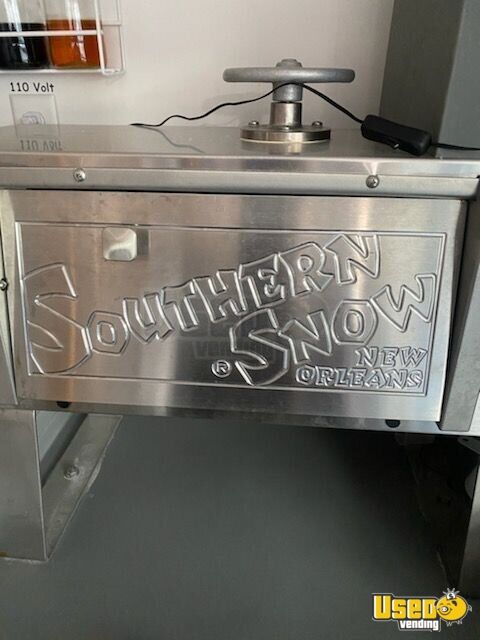 110 Volt
SOUTHERN
® SNOW
NEW
ORLEANS
USED
vending